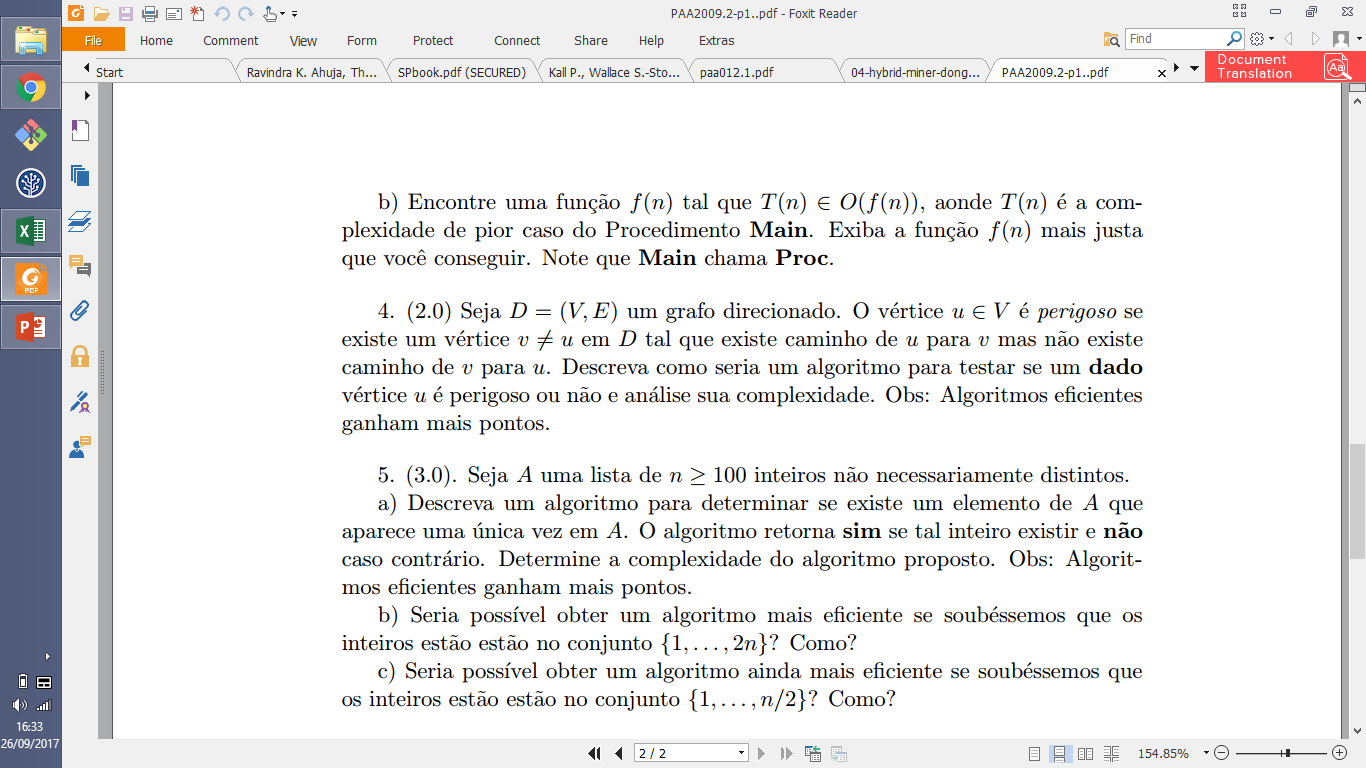 PAA2009.2-p1..pdf - Foxit Reader
File Home Comment View Form Protect Connect Share Help Extras
Find
Start
Ravindra K. Ahuja, Th...
SPbook.pdf (SECURED)
Kall P., Wallace S.-Sto...
paa012.1.pdf
04-hybrid-miner-dong...
PAA2009.2-p1..pdf
Document
Translation
b) Encontre uma função f(n) tal que T(n) ∈ O(f(n)), aonde T(n) é a com-
plexidade de pior caso do Procedimento Main. Exiba a função f(n) mais justa
que você conseguir. Note que Main chama Proc.
4. (2.0) Seja D = (V, E) um grafo direcionado. O vértice u ∈ V é perigoso se
existe um vértice v ≠ u em D tal que existe caminho de u para v mas não existe
caminho de v para u. Descreva como seria um algoritmo para testar se um dado
vértice u é perigoso ou não e análise sua complexidade. Obs: Algoritmos eficientes
ganham mais pontos.
5. (3.0). Seja A uma lista de n ≥ 100 inteiros não necessariamente distintos.
a) Descreva um algoritmo para determinar se existe um elemento de A que
aparece uma única vez em A. O algoritmo retorna sim se tal inteiro existir e não
caso contrário. Determine a complexidade do algoritmo proposto. Obs: Algorit-
mos eficientes ganham mais pontos.
b) Seria possível obter um algoritmo mais eficiente se soubéssemos que os
inteiros estão estão no conjunto {1, . . . , 2n}? Como?
c) Seria possível obter um algoritmo ainda mais eficiente se soubéssemos que
os inteiros estão estão no conjunto {1, . . . , n/2}? Como?
16:33
26/09/2017
2 / 2
154.85%